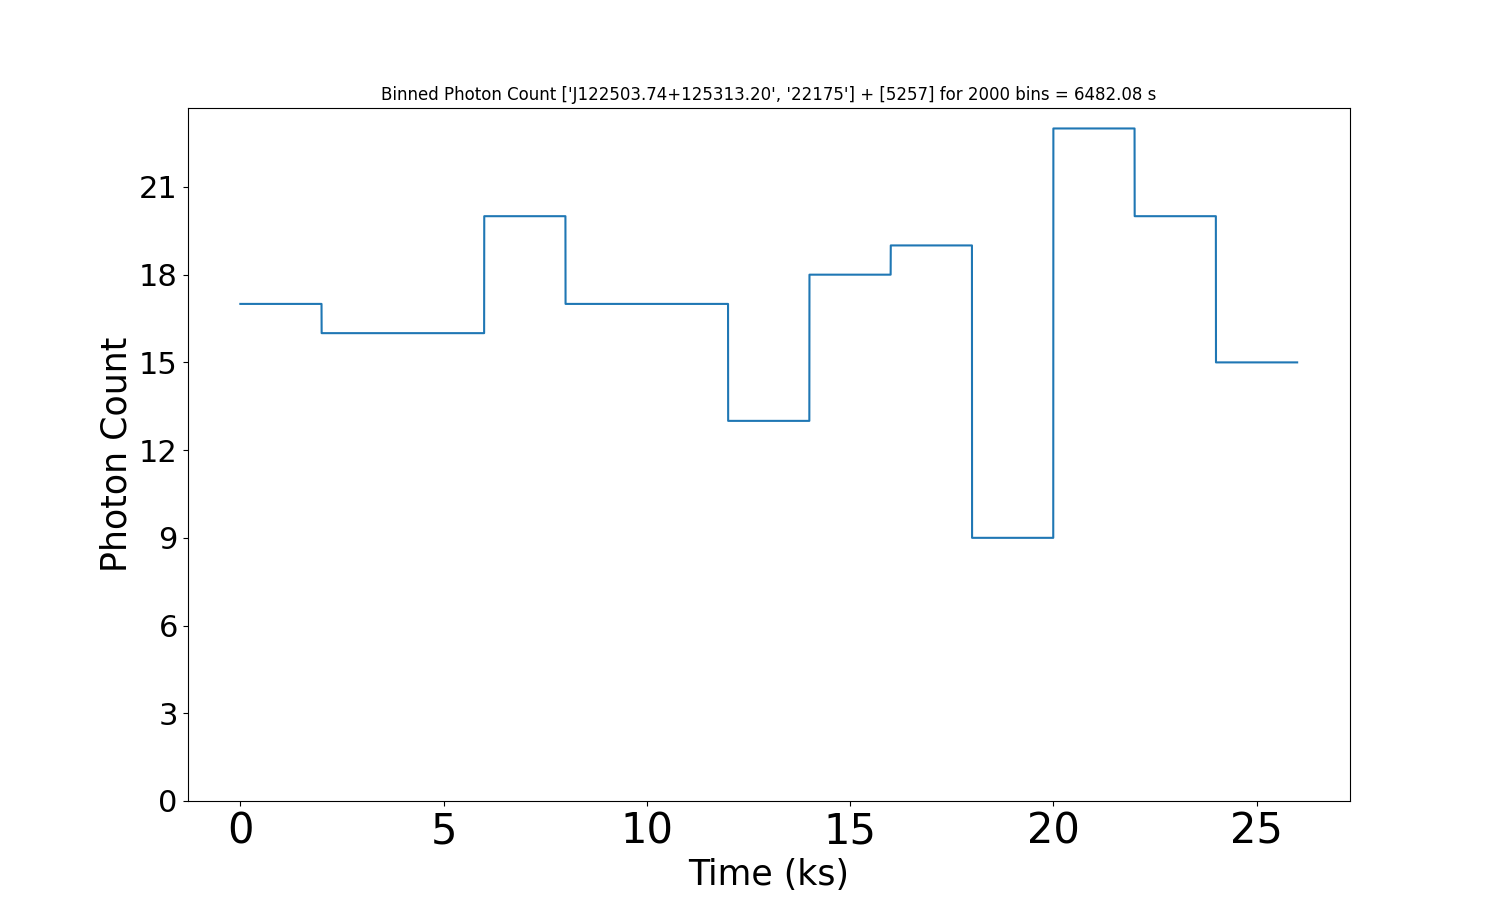 Binned Photon Count ['J122503.74+125313.20', '22175'] + [5257] for 2000 bins = 6482.08 s
21
18
15
12
9
6
3
0
Photon Count
0 5 10 15 20 25
Time (ks)